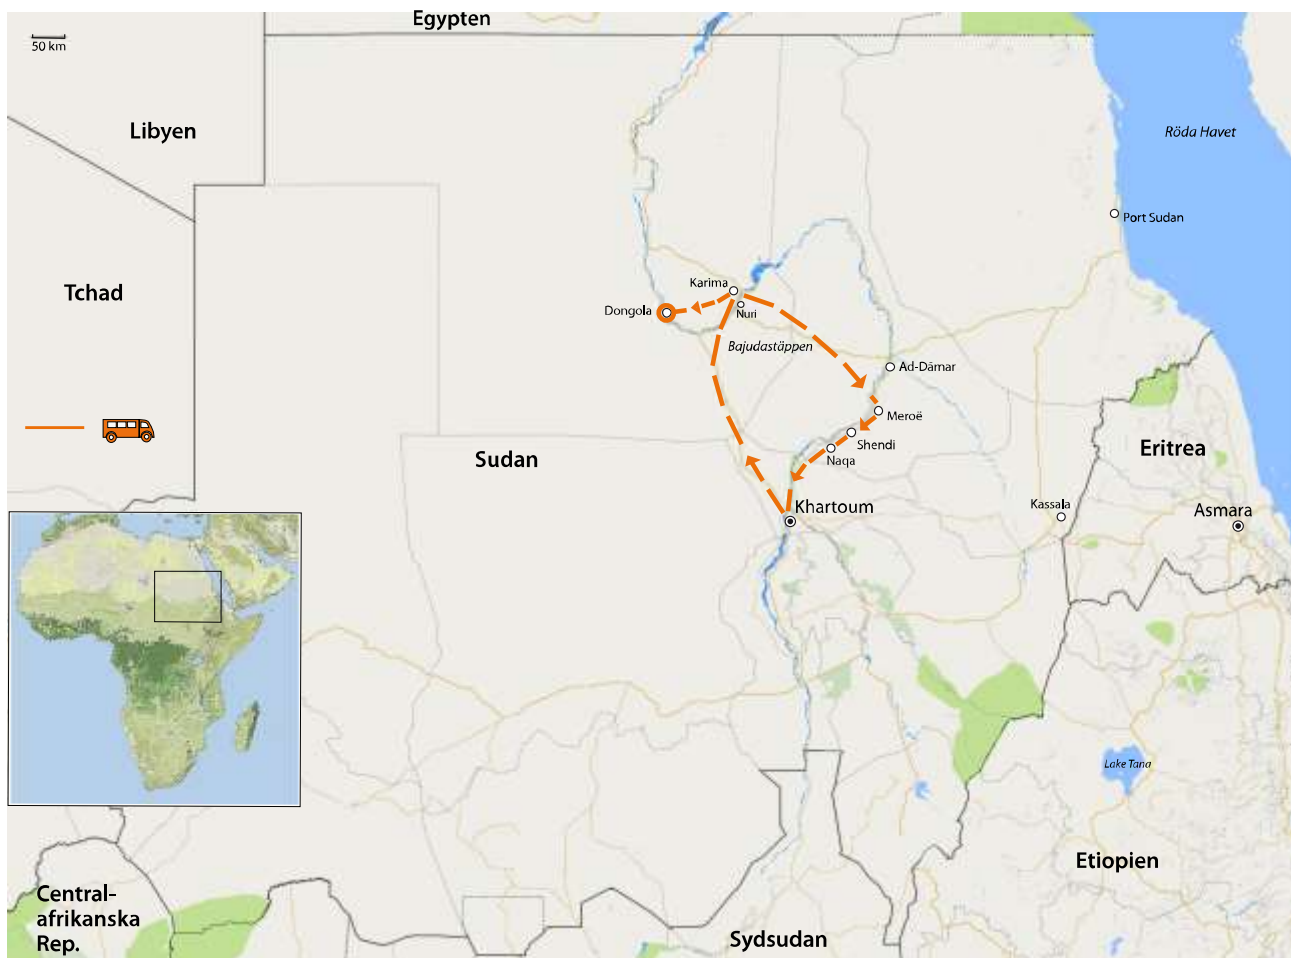 Egypten
50 km
Libyen
Röda Havet
Port Sudan
Tchad
Karima
Nuri
Dongola
Bajudastäppen
Ad-Dāmar
Meroë
Shendi
Naqa
Sudan
Eritrea
Khartoum
Kassala
Asmara
Lake Tana
Etiopien
Central-
afrikanska
Rep.
Sydsudan